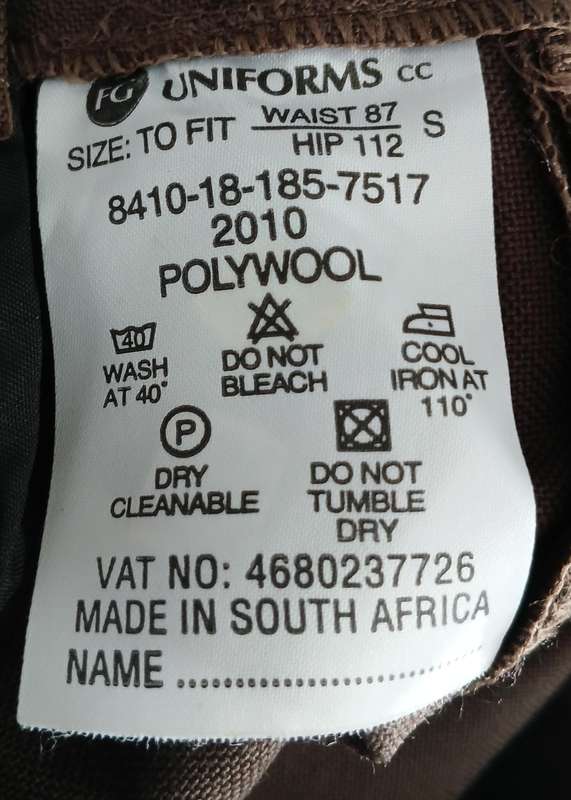 FG UNIFORMS CC
SIZE: TO FIT WAIST 87 S
HIP 112
8410-18-185-7517
2010
POLYWOOL
40
WASH AT 40°
DO NOT BLEACH
COOL IRON AT 110°
P
DRY CLEANABLE
DO NOT TUMBLE DRY
VAT NO: 4680237726
MADE IN SOUTH AFRICA
NAME ................................